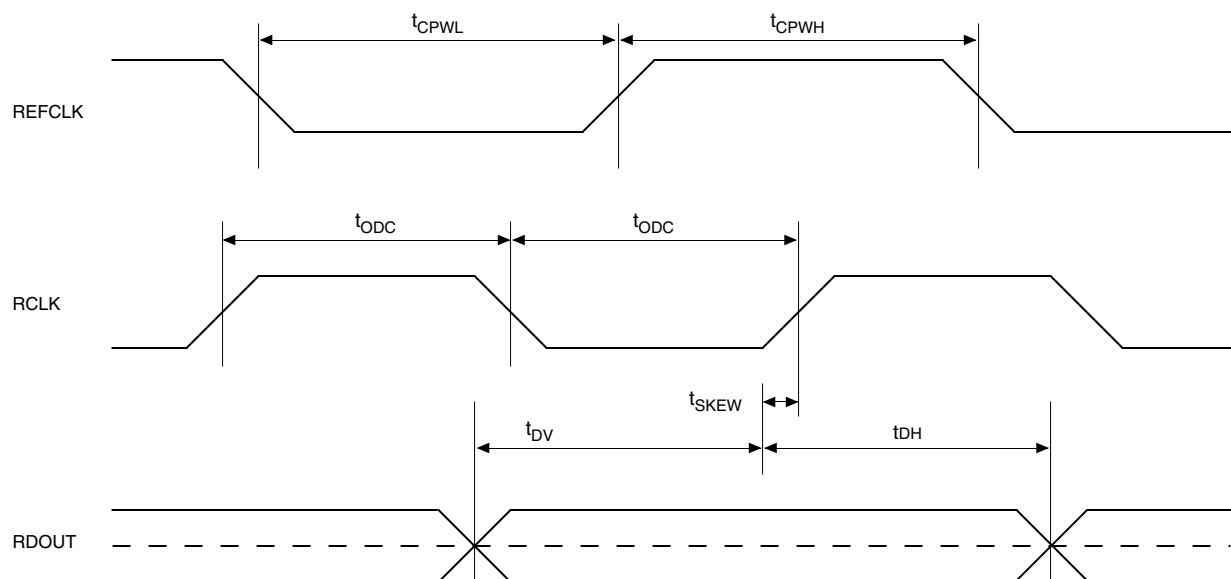 tCPWL tCPWH
REFCLK
tODC tODC
RCLK
tSKEW
tDV tDH
RDOUT